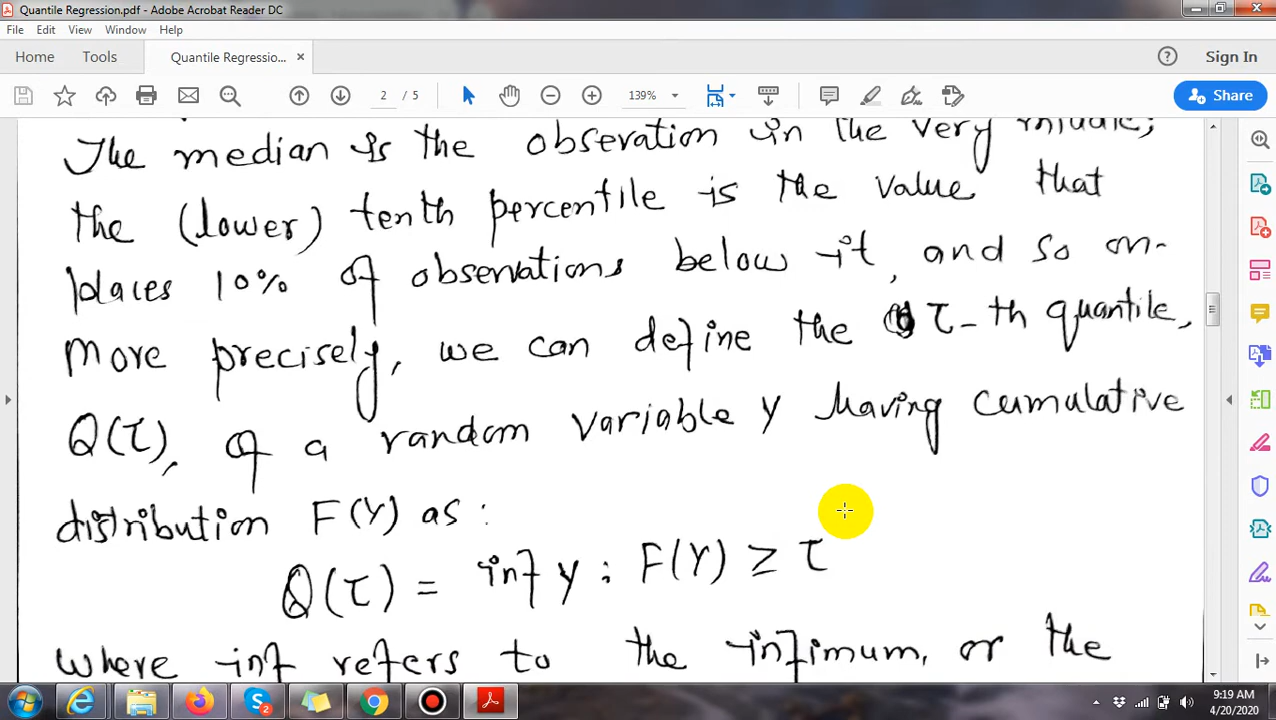 Quantile Regression.pdf - Adobe Acrobat Reader DC
File Edit View Window Help
Home Tools Quantile Regressio... × Sign In
2 / 5 139% Share
The median is the obsevation in the very middle;
the (lower) tenth percentile is the value that
places 10% of observations below it, and so on.
More precisely, we can define the τ-th quantile,
Q(τ), of a random variable y having cumulative
distribution F(Y) as:
Q(τ) = inf y : F(Y) ≥ τ
where inf refers to the infimum, or the
9:19 AM
4/20/2020